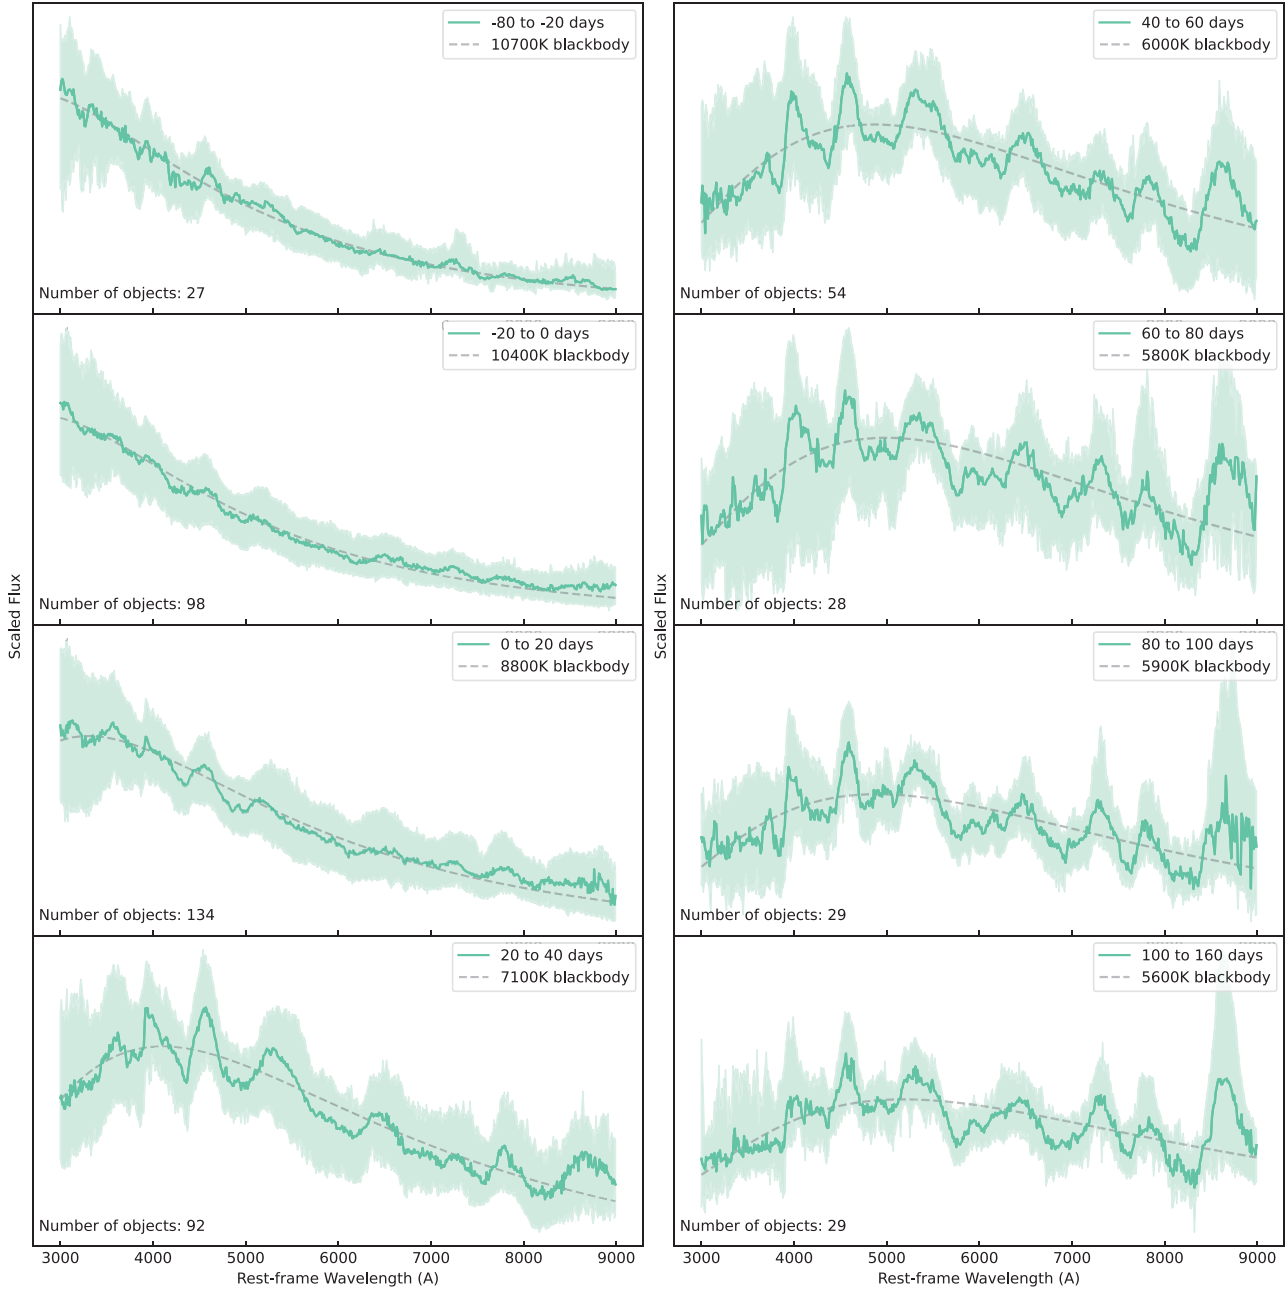 -80 to -20 days
10700K blackbody
Number of objects: 27
-20 to 0 days
10400K blackbody
Number of objects: 98
0 to 20 days
8800K blackbody
Number of objects: 134
20 to 40 days
7100K blackbody
Number of objects: 92
3000 4000 5000 6000 7000 8000 9000
Rest-frame Wavelength (A)
Scaled Flux
40 to 60 days
6000K blackbody
Number of objects: 54
60 to 80 days
5800K blackbody
Number of objects: 28
80 to 100 days
5900K blackbody
Number of objects: 29
100 to 160 days
5600K blackbody
Number of objects: 29
3000 4000 5000 6000 7000 8000 9000
Rest-frame Wavelength (A)
Scaled Flux